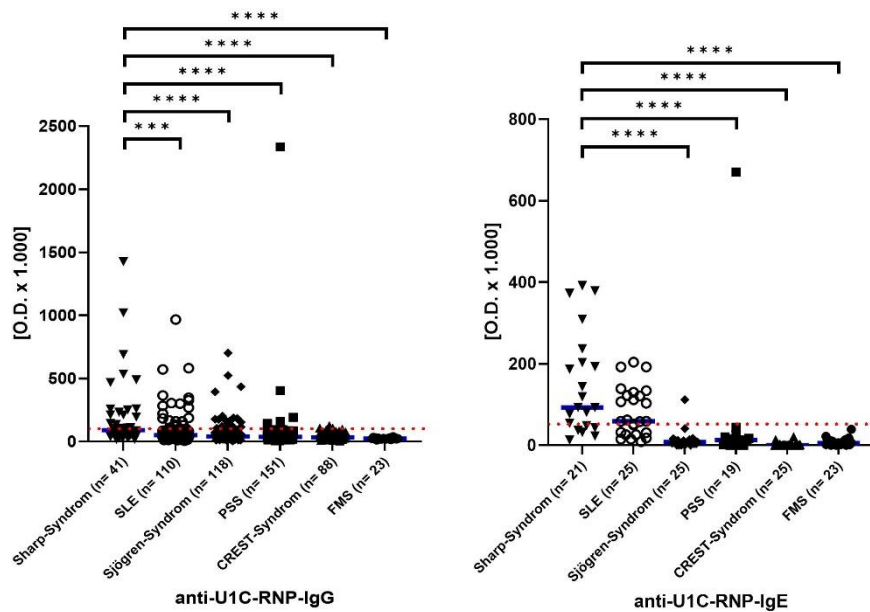 ****
****
****
****
***
2500
2000
1500
1000
500
0
[O.D. x 1.000]
Sharp-Syndrom (n= 41)
SLE (n= 110)
Sjögren-Syndrom (n= 118)
PSS (n= 151)
CREST-Syndrom (n= 88)
FMS (n= 23)
anti-U1C-RNP-IgG
****
****
****
****
800
600
400
200
0
[O.D. x 1.000]
Sharp-Syndrom (n= 21)
SLE (n= 25)
Sjögren-Syndrom (n= 25)
PSS (n= 19)
CREST-Syndrom (n= 25)
FMS (n= 23)
anti-U1C-RNP-IgE